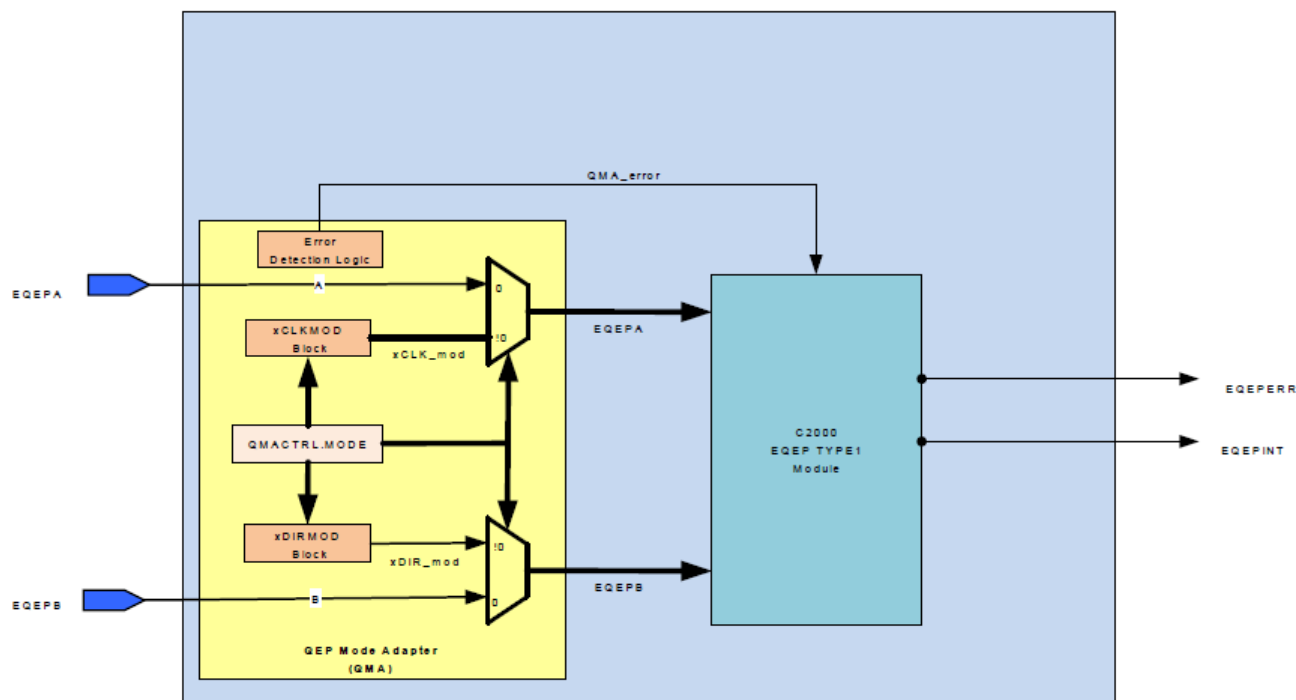 QMA_error
Error
Detection Logic
EQEPA
A
0
xCLKMOD
Block
xCLK_mod
!0
EQEPA
QMACTRL.MODE
C2000
EQEP TYPE1
Module
EQEPERR
EQEPINT
xDIRMOD
Block
xDIR_mod
!0
EQEPB
EQEPB
B
0
QEP Mode Adapter
(QMA)